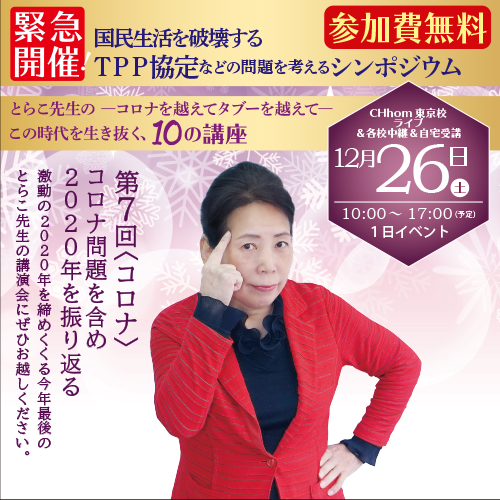 緊急
開催!
国民生活を破壊する
TPP協定などの問題を考えるシンポジウム
参加費無料
とらこ先生の ―コロナを越えてタブーを越えて―
この時代を生き抜く、10の講座
CHhom 東京校
ライブ
&各校中継&自宅受講
12月26日土
10:00～17:00(予定)
1日イベント
第7回〈コロナ〉
コロナ問題を含め
2020年を振り返る
激動の2020年を締めくくる今年最後の
とらこ先生の講演会にぜひお越しください。